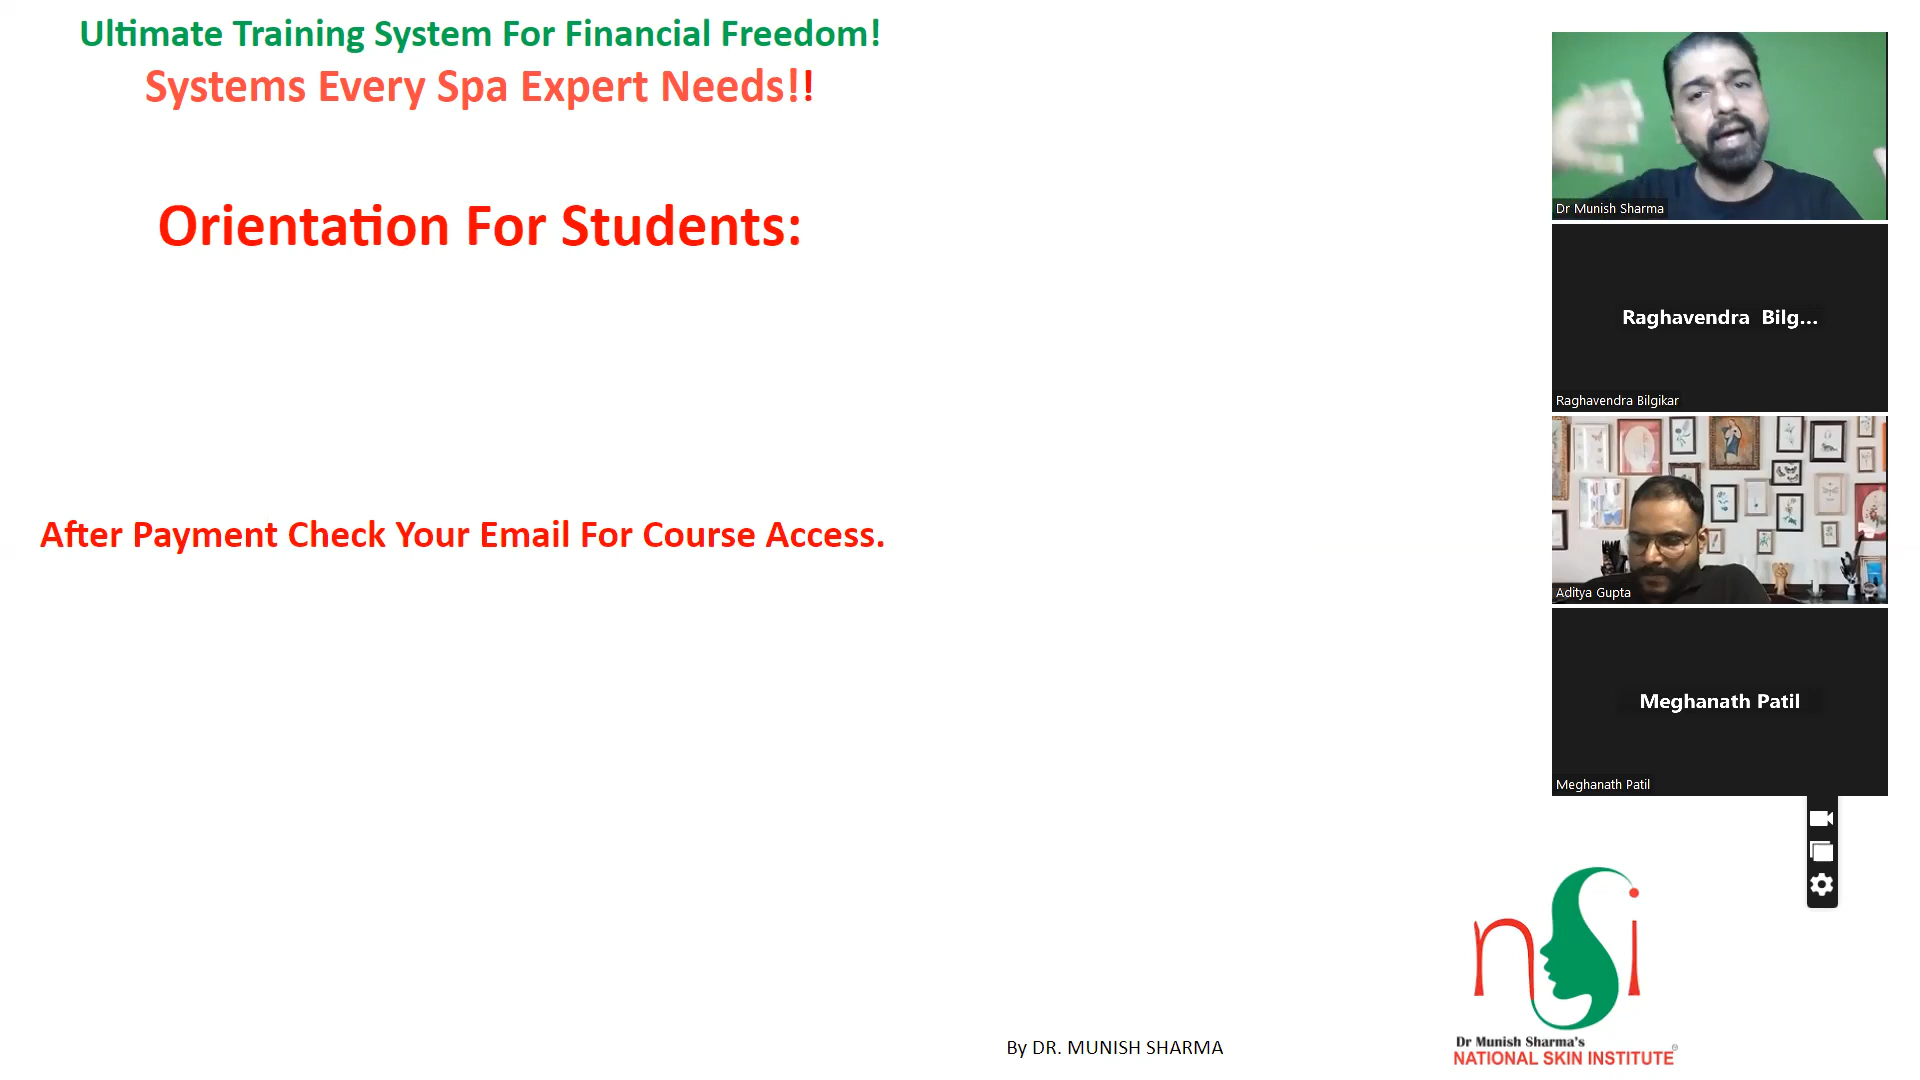 Ultimate Training System For Financial Freedom!
Systems Every Spa Expert Needs!!
Orientation For Students:
After Payment Check Your Email For Course Access.
By DR. MUNISH SHARMA
Dr Munish Sharma
Raghavendra Bilg...
Raghavendra Bilgikar
Aditya Gupta
Meghanath Patil
Meghanath Patil
nSi
Dr Munish Sharma's
NATIONAL SKIN INSTITUTE